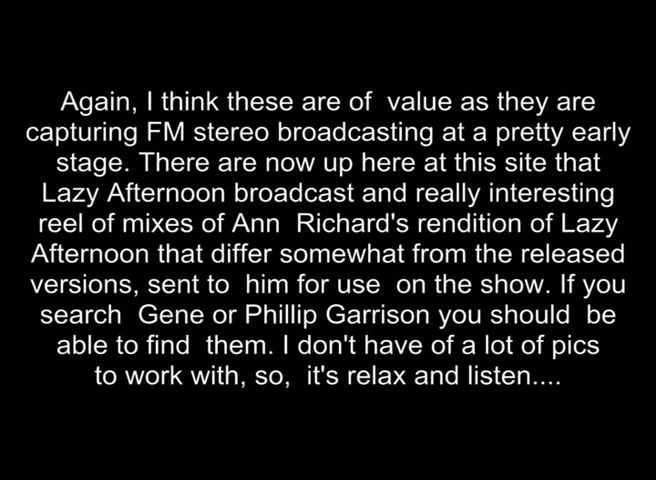 Again, I think these are of  value as they are
capturing FM stereo broadcasting at a pretty early
stage. There are now up here at this site that
Lazy Afternoon broadcast and really interesting
reel of mixes of Ann  Richard's rendition of Lazy
Afternoon that differ somewhat from the released
versions, sent to  him for use  on the show. If you
search  Gene or Phillip Garrison you should  be
able to find  them. I don't have of a lot of pics
to work with, so,  it's relax and listen....